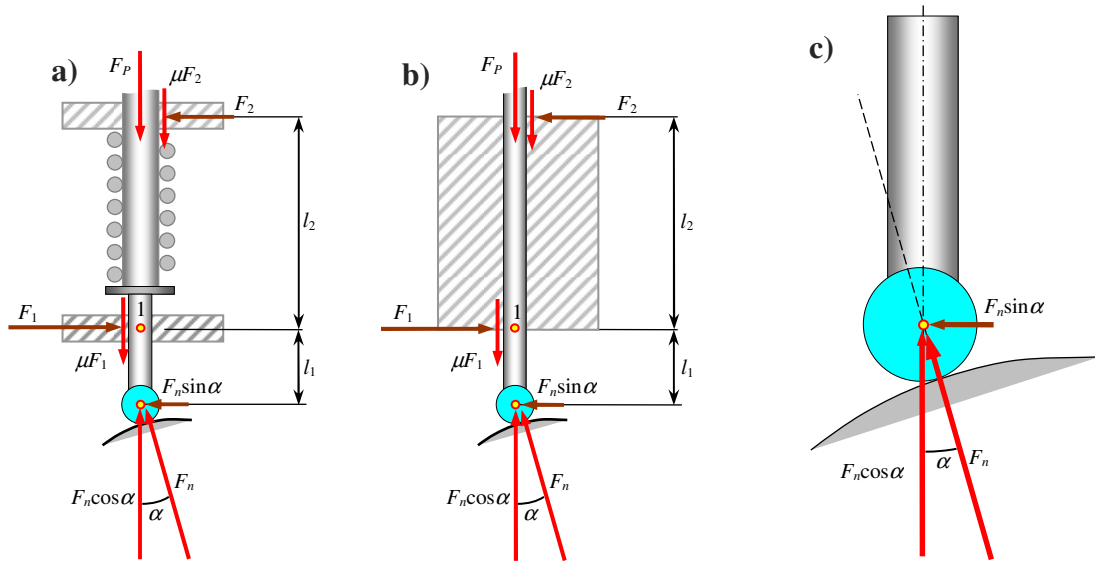 a)
F_P
μF_2
F_2
l_2
F_1
1
μF_1
l_1
F_n sinα
F_n cosα
α
F_n
b)
F_P
μF_2
F_2
l_2
F_1
1
μF_1
l_1
F_n sinα
F_n cosα
α
F_n
c)
F_n sinα
F_n cosα
α
F_n